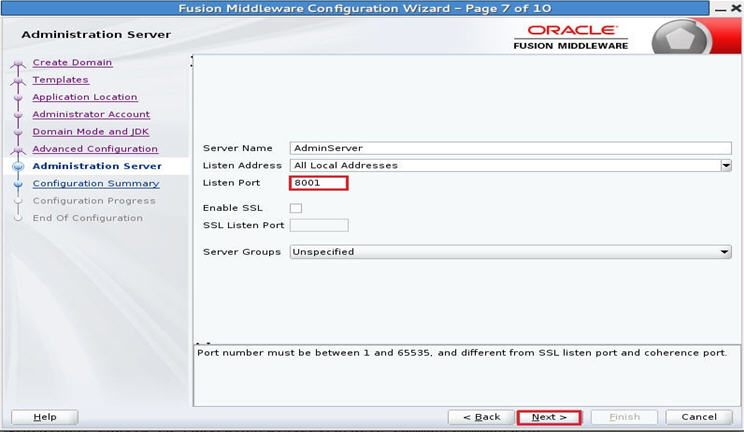 Fusion Middleware Configuration Wizard - Page 7 of 10
Administration Server
ORACLE
FUSION MIDDLEWARE
Create Domain
Templates
Application Location
Administrator Account
Domain Mode and JDK
Advanced Configuration
Administration Server
Configuration Summary
Configuration Progress
End Of Configuration
Server Name AdminServer
Listen Address All Local Addresses
Listen Port 8001
Enable SSL
SSL Listen Port
Server Groups Unspecified
Port number must be between 1 and 65535, and different from SSL listen port and coherence port.
Help < Back Next > Finish Cancel